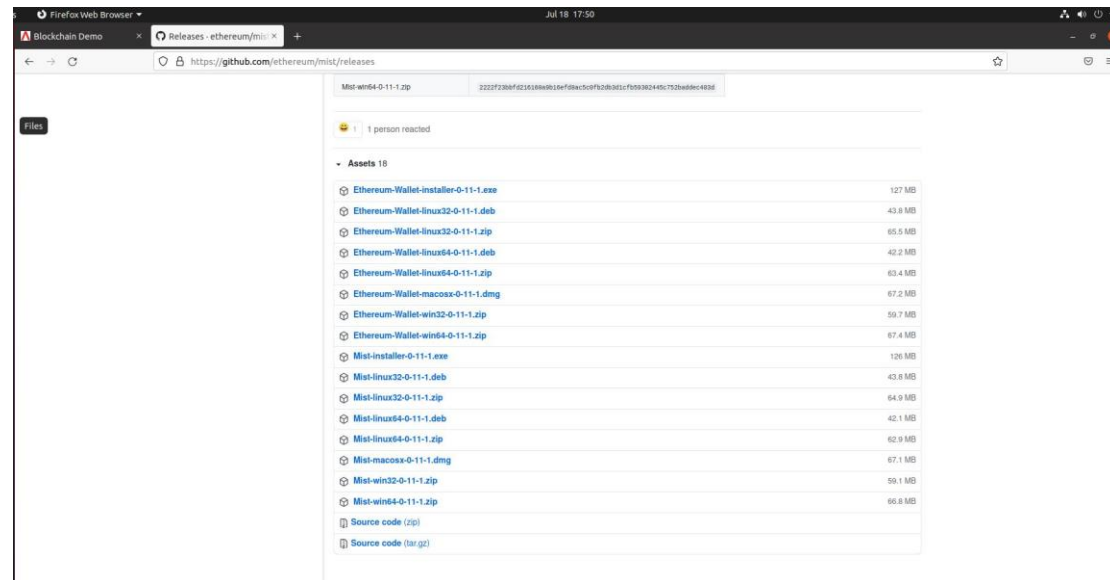 Firefox Web Browser
Jul 18 17:50
Blockchain Demo
Releases · ethereum/mis
https://github.com/ethereum/mist/releases
Mist-win64-0-11-1.zip
Files
1 1 person reacted
Assets 18
Ethereum-Wallet-installer-0-11-1.exe 127 MB
Ethereum-Wallet-linux32-0-11-1.deb 43.8 MB
Ethereum-Wallet-linux32-0-11-1.zip 65.5 MB
Ethereum-Wallet-linux64-0-11-1.deb 42.2 MB
Ethereum-Wallet-linux64-0-11-1.zip 63.4 MB
Ethereum-Wallet-macosx-0-11-1.dmg 67.2 MB
Ethereum-Wallet-win32-0-11-1.zip 59.7 MB
Ethereum-Wallet-win64-0-11-1.zip 67.4 MB
Mist-installer-0-11-1.exe 126 MB
Mist-linux32-0-11-1.deb 43.8 MB
Mist-linux32-0-11-1.zip 64.9 MB
Mist-linux64-0-11-1.deb 42.1 MB
Mist-linux64-0-11-1.zip 62.9 MB
Mist-macosx-0-11-1.dmg 67.1 MB
Mist-win32-0-11-1.zip 59.1 MB
Mist-win64-0-11-1.zip 66.8 MB
Source code (zip)
Source code (tar.gz)